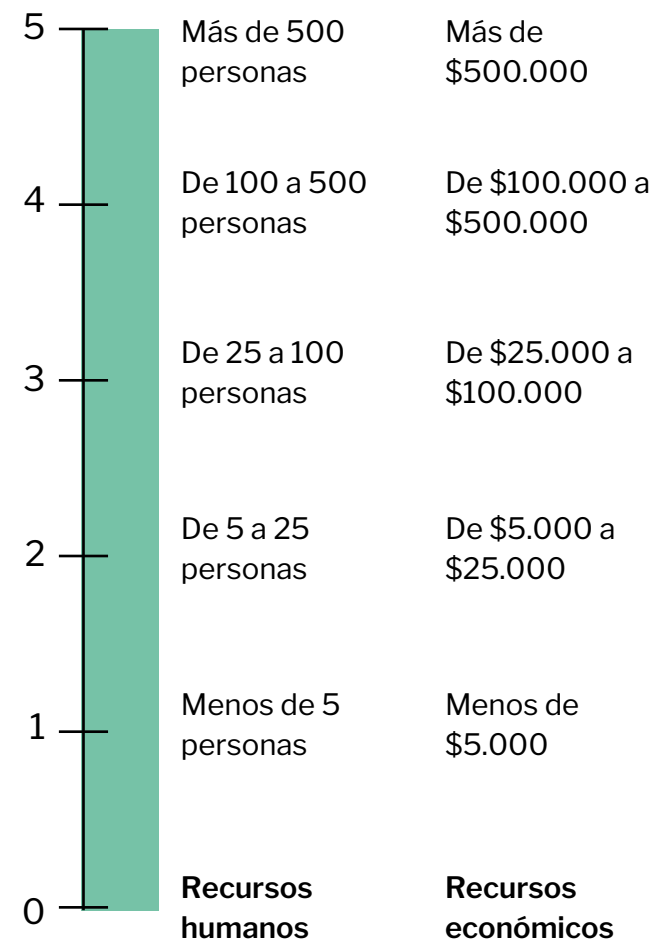 5
Más de 500
personas
Más de
$500.000
4
De 100 a 500
personas
De $100.000 a
$500.000
3
De 25 a 100
personas
De $25.000 a
$100.000
2
De 5 a 25
personas
De $5.000 a
$25.000
1
Menos de 5
personas
Menos de
$5.000
0
Recursos
humanos
Recursos
económicos